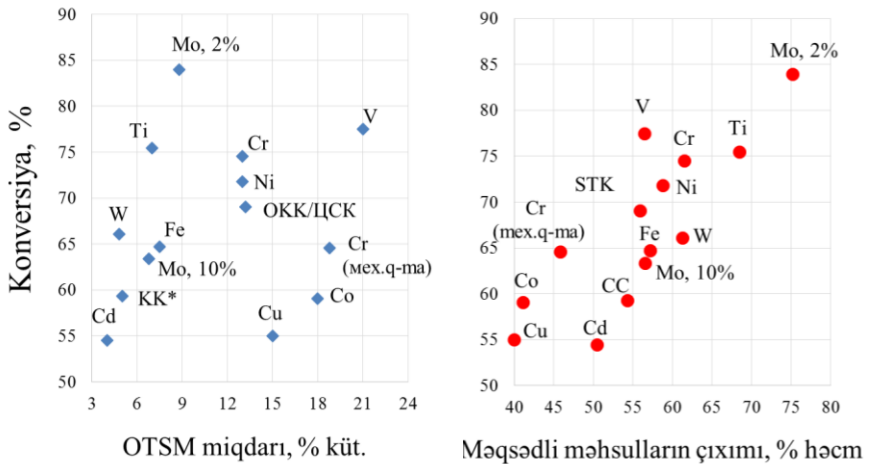 90
85
80
75
70
65
60
55
50
Konversiya, %
Mo, 2%
V
Ti
Cr
Ni
OKK/ЦСК
W
Fe
Mo, 10%
Cr
(мex.q-ma)
KK*
Co
Cd
Cu
3 6 9 12 15 18 21 24
OTSM miqdarı, % küt.
90
85
80
75
70
65
60
55
50
Mo, 2%
V
Cr
Ti
STK
Ni
Cr
(mex.q-ma)
Fe
W
Mo, 10%
Co
CC
Cu
Cd
40 45 50 55 60 65 70 75 80
Məqsədli məhsulların çıxımı, % həcm